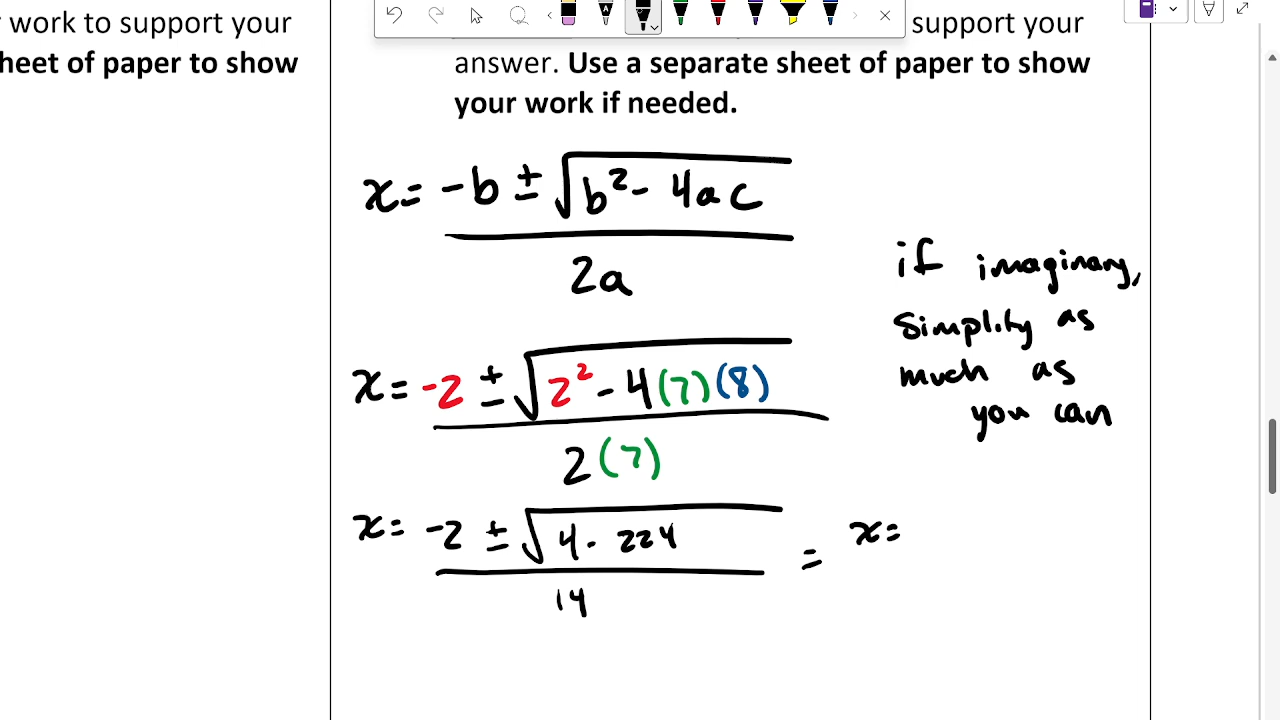 r work to support your
heet of paper to show
support your
answer. Use a separate sheet of paper to show
your work if needed.
x = -b ± √b² - 4ac
2a
if imaginary,
simplify as
much as
you can
x = -2 ± √2² - 4(7)(8)
2(7)
x = -2 ± √4 - 224 = x =
14